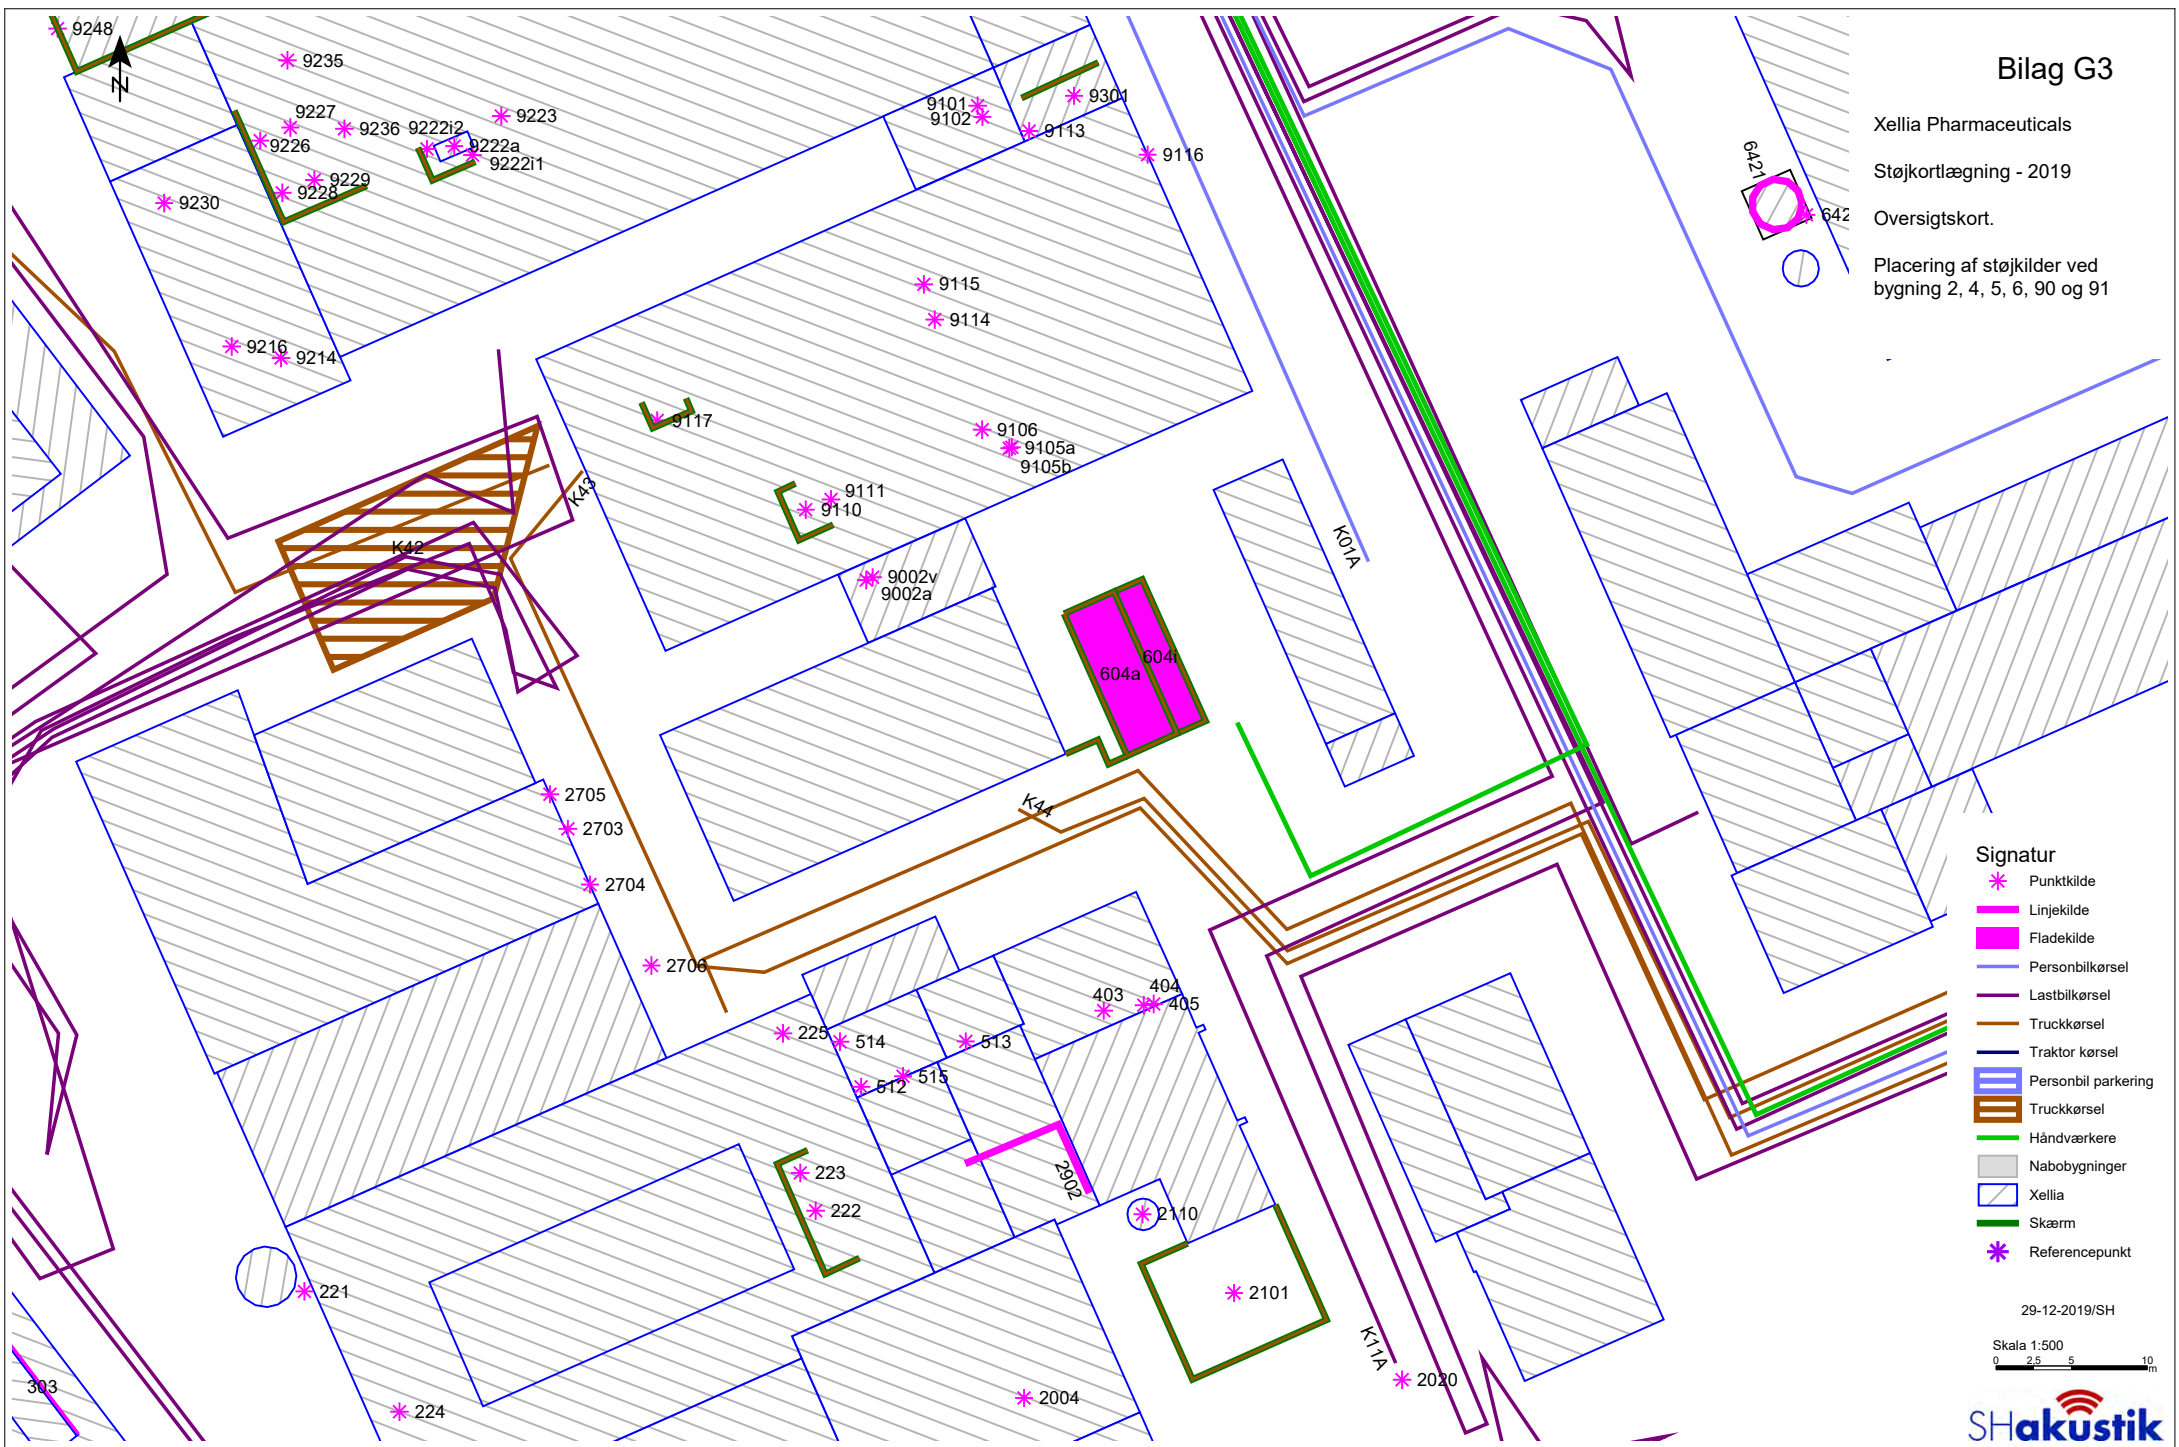 Bilag G3
Xellia Pharmaceuticals
Støjkortlægning - 2019
Oversigtskort.
Placering af støjkilder ved
bygning 2, 4, 5, 6, 90 og 91
N
9248
9235
9227
9236
9222i2
9223
9226
9222a
9222i1
9229
9228
9230
9216
9214
9101
9102
9301
9113
9116
6421
642
9115
9114
9117
9106
9105a
9105b
9111
9110
9002v
9002a
K43
K42
K01A
604i
604a
K44
2705
2703
2704
2706
225
514
513
403
404
405
512
515
2902
223
222
2110
2101
221
224
303
2004
K11A
2020
Signatur
Punktkilde
Linjekilde
Fladekilde
Personbilkørsel
Lastbilkørsel
Truckkørsel
Traktor kørsel
Personbil parkering
Truckkørsel
Håndværkere
Nabobygninger
Xellia
Skærm
Referencepunkt
29-12-2019/SH
Skala 1:500
0 2,5 5 10
m
SHakustik